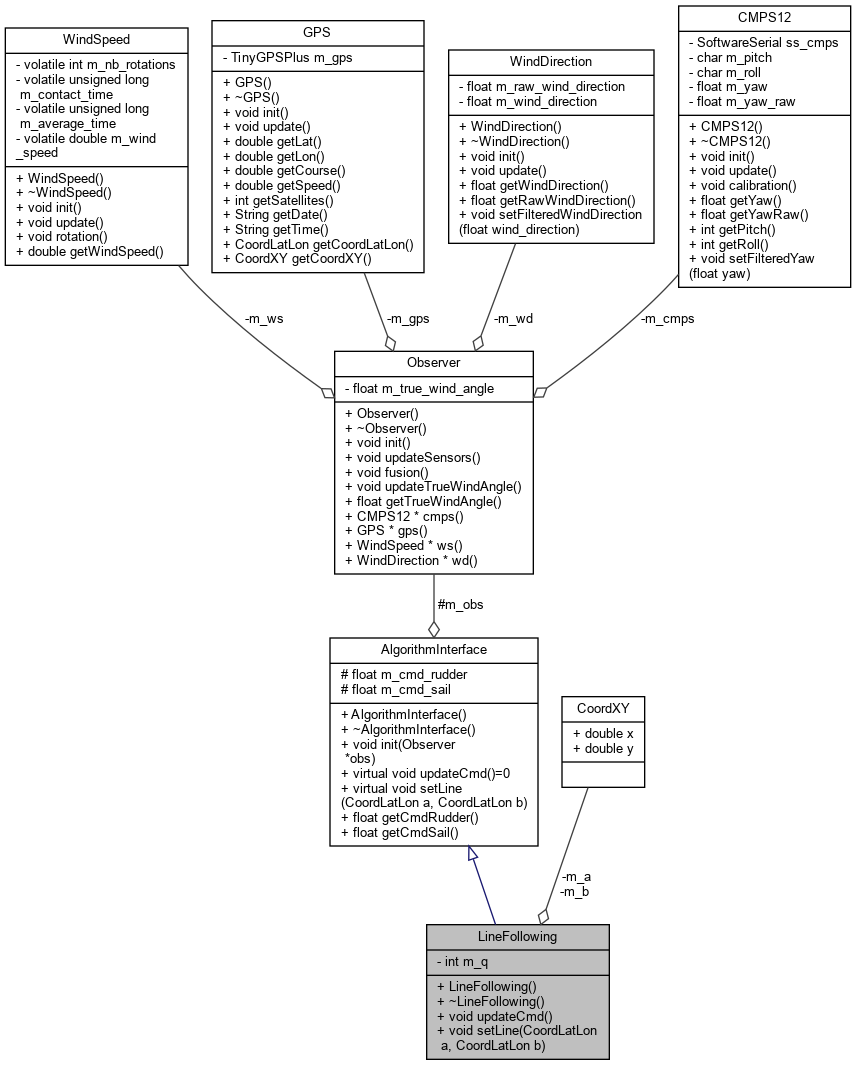 WindSpeed
- volatile int m_nb_rotations
- volatile unsigned long
m_contact_time
- volatile unsigned long
m_average_time
- volatile double m_wind
_speed
+ WindSpeed()
+ ~WindSpeed()
+ void init()
+ void update()
+ void rotation()
+ double getWindSpeed()
GPS
- TinyGPSPlus m_gps
+ GPS()
+ ~GPS()
+ void init()
+ void update()
+ double getLat()
+ double getLon()
+ double getCourse()
+ double getSpeed()
+ int getSatellites()
+ String getDate()
+ String getTime()
+ CoordLatLon getCoordLatLon()
+ CoordXY getCoordXY()
WindDirection
- float m_raw_wind_direction
- float m_wind_direction
+ WindDirection()
+ ~WindDirection()
+ void init()
+ void update()
+ float getWindDirection()
+ float getRawWindDirection()
+ void setFilteredWindDirection
(float wind_direction)
CMPS12
- SoftwareSerial ss_cmps
- char m_pitch
- char m_roll
- float m_yaw
- float m_yaw_raw
+ CMPS12()
+ ~CMPS12()
+ void init()
+ void update()
+ void calibration()
+ float getYaw()
+ float getYawRaw()
+ int getPitch()
+ int getRoll()
+ void setFilteredYaw
(float yaw)
-m_ws
-m_gps
-m_wd
-m_cmps
Observer
- float m_true_wind_angle
+ Observer()
+ ~Observer()
+ void init()
+ void updateSensors()
+ void fusion()
+ void updateTrueWindAngle()
+ float getTrueWindAngle()
+ CMPS12 * cmps()
+ GPS * gps()
+ WindSpeed * ws()
+ WindDirection * wd()
#m_obs
AlgorithmInterface
# float m_cmd_rudder
# float m_cmd_sail
+ AlgorithmInterface()
+ ~AlgorithmInterface()
+ void init(Observer
*obs)
+ virtual void updateCmd()=0
+ virtual void setLine
(CoordLatLon a, CoordLatLon b)
+ float getCmdRudder()
+ float getCmdSail()
CoordXY
+ double x
+ double y
-m_a
-m_b
LineFollowing
- int m_q
+ LineFollowing()
+ ~LineFollowing()
+ void updateCmd()
+ void setLine(CoordLatLon
a, CoordLatLon b)